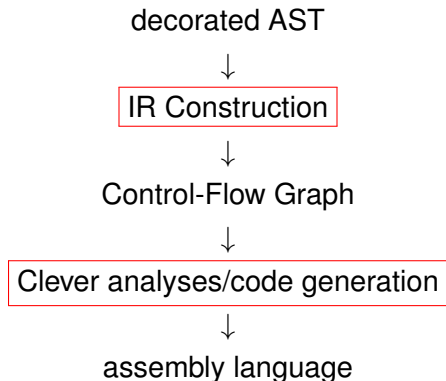 decorated AST
↓
IR Construction
↓
Control-Flow Graph
↓
Clever analyses/code generation
↓
assembly language